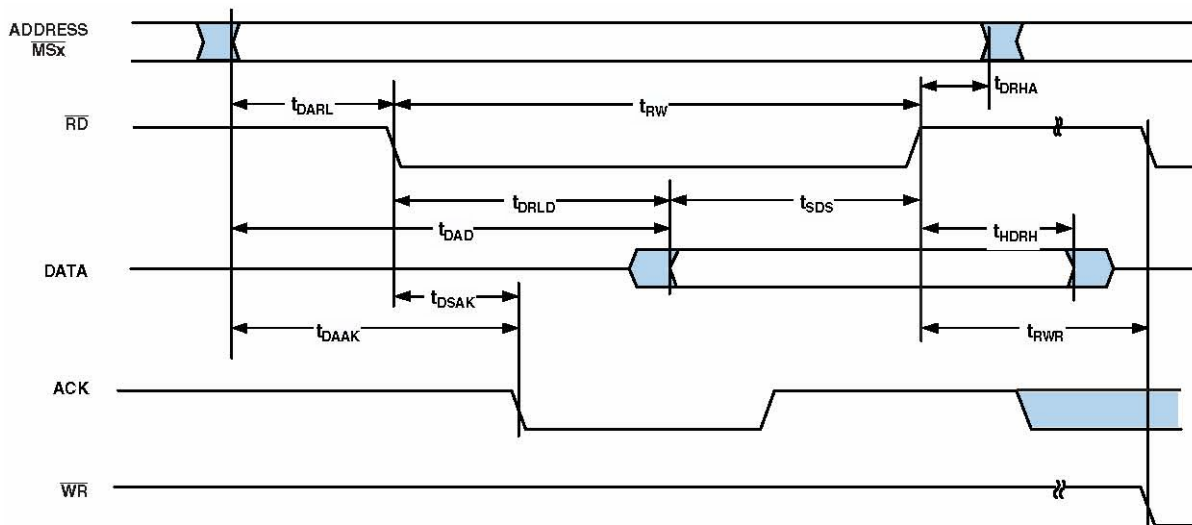 ADDRESS
MSx
tDARL
tRW
tDRHA
RD
tDRLD
tSDS
tDAD
tHDRH
DATA
tDSAK
tDAAK
tRWR
ACK
WR